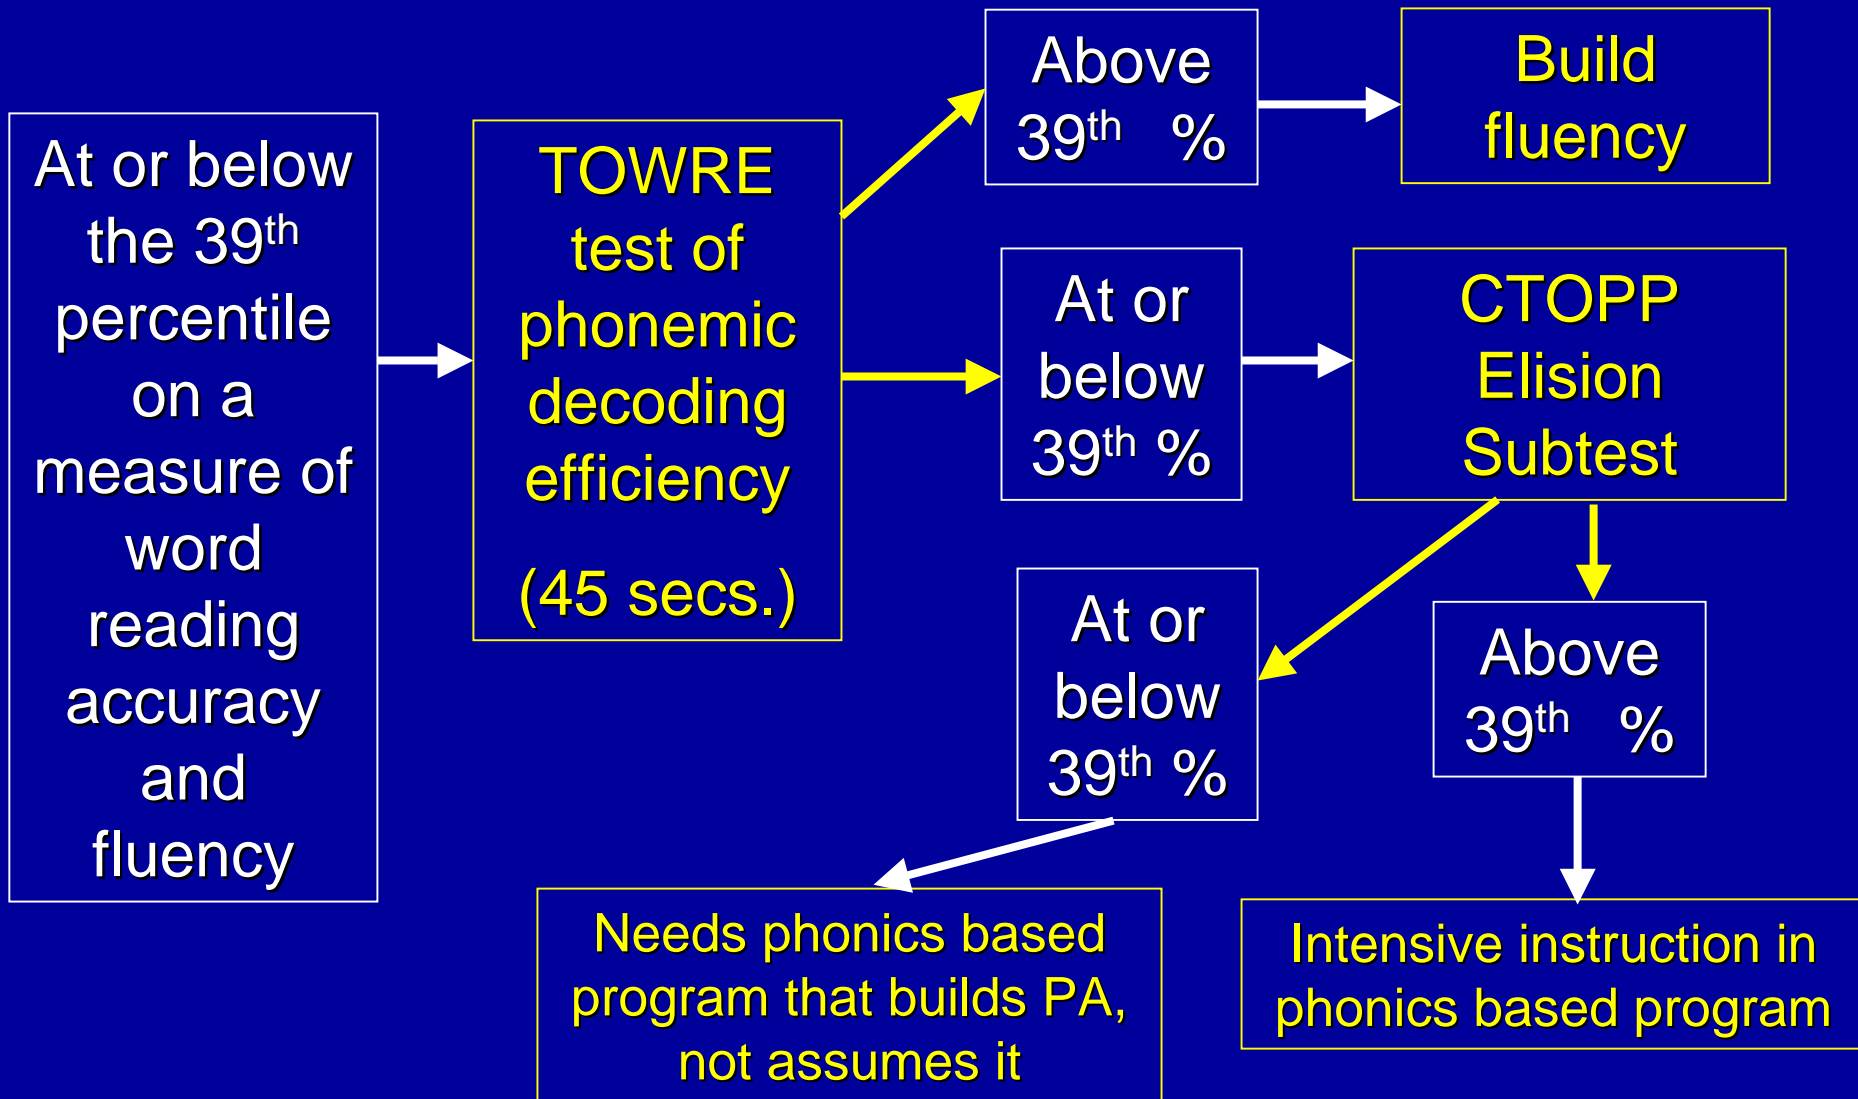 At or below
the 39th
percentile
on a
measure of
word
reading
accuracy
and
fluency
TOWRE
test of
phonemic
decoding
efficiency
(45 secs.)
Above
39th %
Build
fluency
At or
below
39th %
CTOPP
Elision
Subtest
At or
below
39th %
Above
39th %
Needs phonics based
program that builds PA,
not assumes it
Intensive instruction in
phonics based program